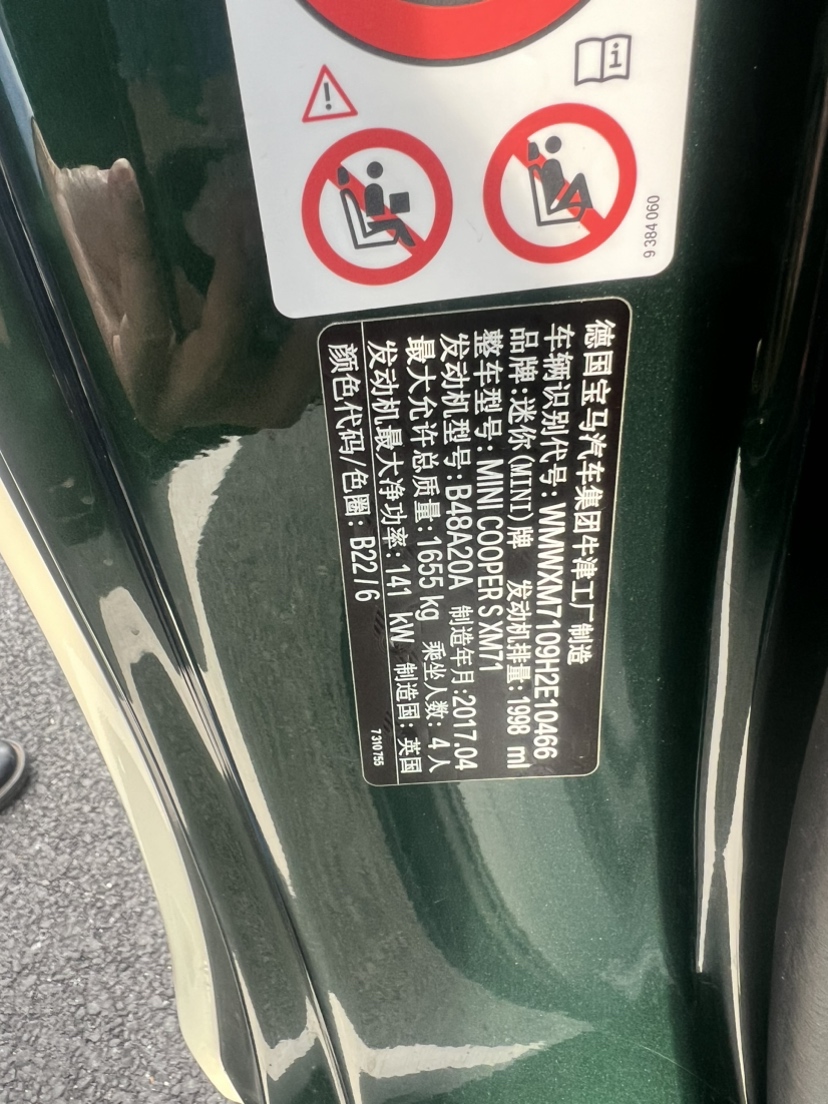 9 384 060
德国宝马汽车集团牛津工厂制造
车辆识别代号: WMWXM7109H2E10466
品牌:迷你(MINI)牌 发动机排量: 1998 ml
整车型号: MINI COOPER S XM71
发动机型号: B48A20A 制造年月:2017.04
最大允许总质量: 1655 kg 乘坐人数: 4 人
发动机最大净功率: 141 kW 制造国: 英国
颜色代码/色圈: B22/6
7 310 755